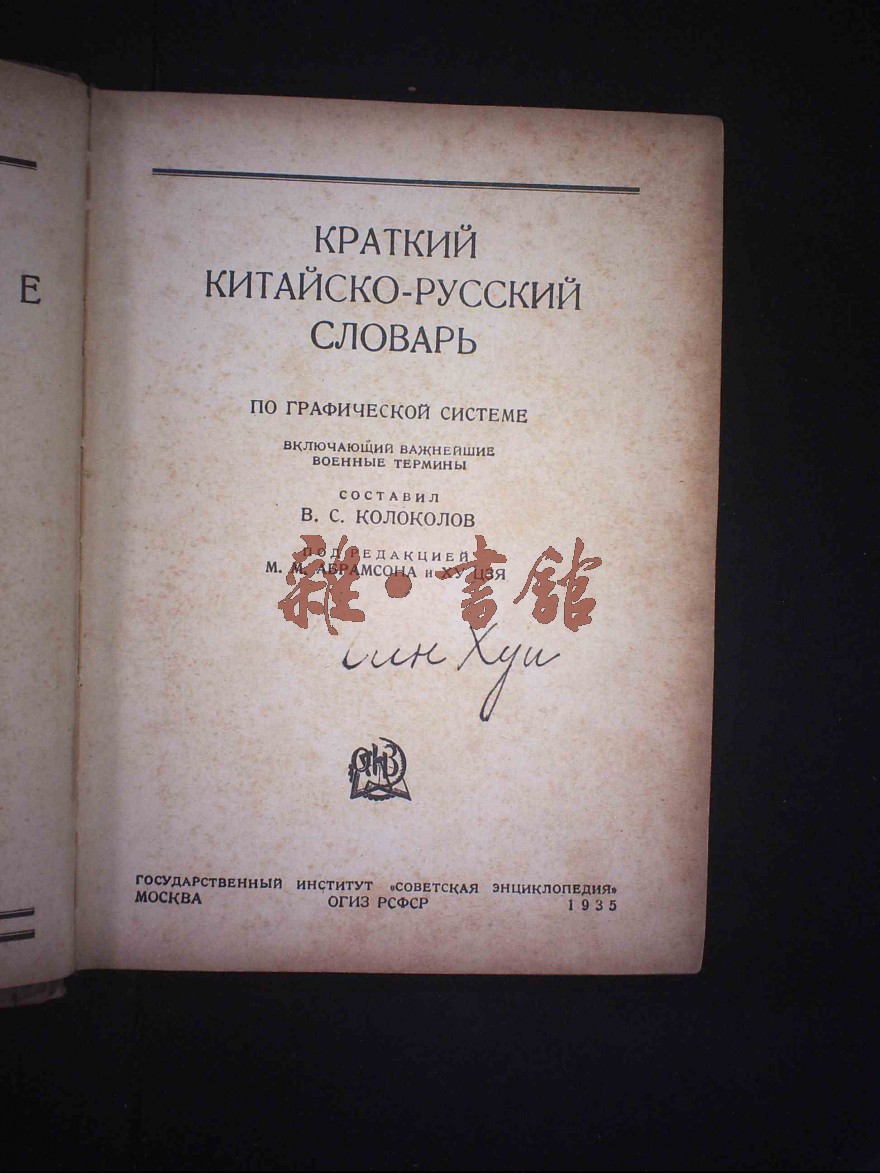 Е
КРАТКИЙ
КИТАЙСКО-РУССКИЙ
СЛОВАРЬ
ПО ГРАФИЧЕСКОЙ СИСТЕМЕ
ВКЛЮЧАЮЩИЙ ВАЖНЕЙШИЕ
ВОЕННЫЕ ТЕРМИНЫ
СОСТАВИЛ
В. С. КОЛОКОЛОВ
ПОД РЕДАКЦИЕЙ
М. М. АБРАМСОНА и ХУ ЦЗЯ
雜·書館
Хуи
ГОСУДАРСТВЕННЫЙ ИНСТИТУТ «СОВЕТСКАЯ ЭНЦИКЛОПЕДИЯ»
МОСКВА ОГИЗ РСФСР 1935